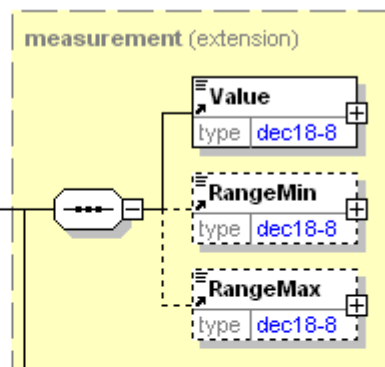 measurement (extension)
Value
type dec18-8
RangeMin
type dec18-8
RangeMax
type dec18-8